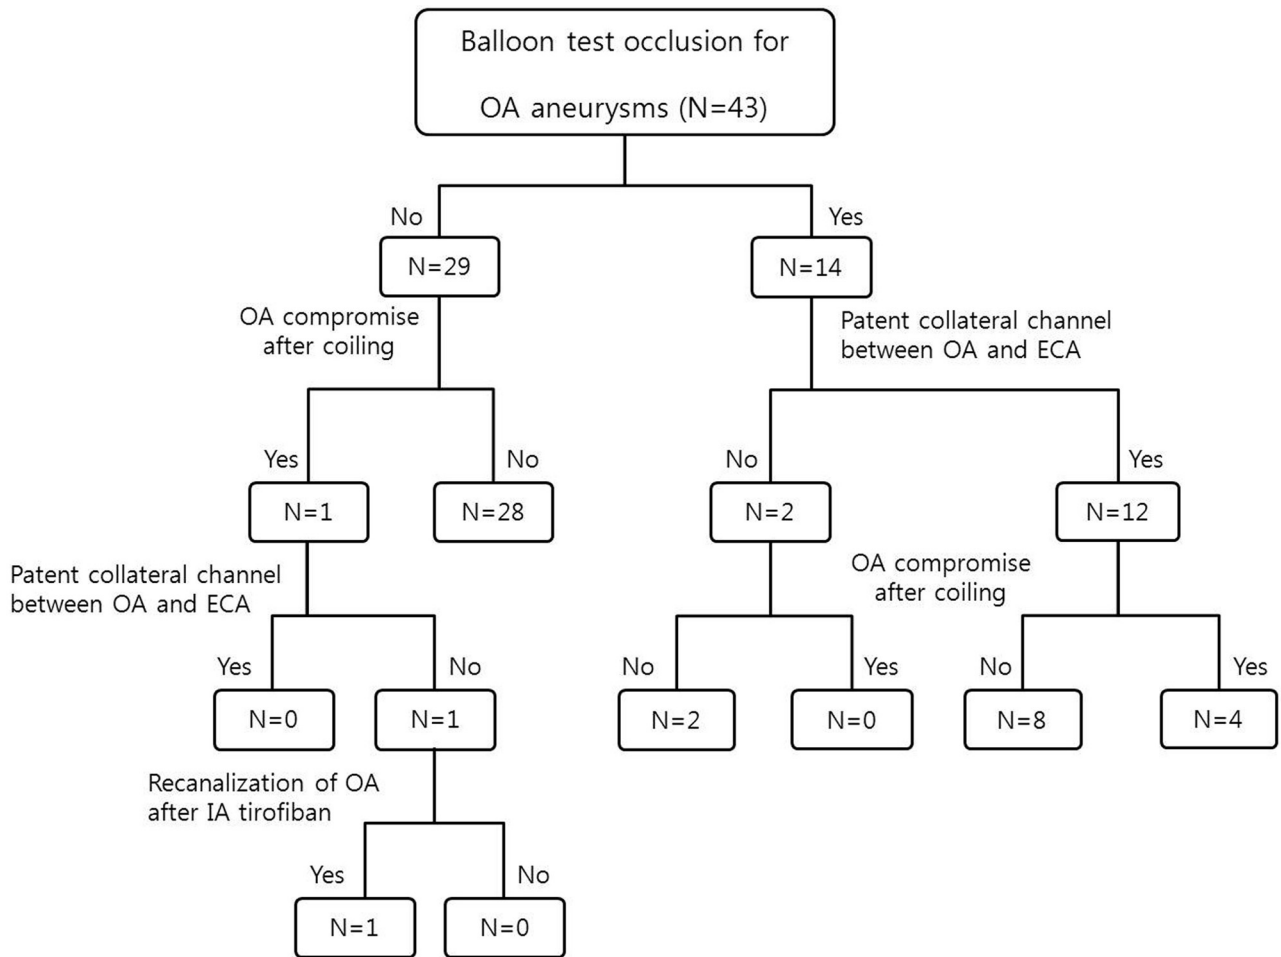 Balloon test occlusion for
OA aneurysms (N=43)
No
Yes
N=29
N=14
OA compromise
after coiling
Patent collateral channel
between OA and ECA
Yes
No
No
Yes
N=1
N=28
N=2
N=12
Patent collateral channel
between OA and ECA
OA compromise
after coiling
Yes
No
No
Yes
No
Yes
N=0
N=1
N=2
N=0
N=8
N=4
Recanalization of OA
after IA tirofiban
Yes
No
N=1
N=0